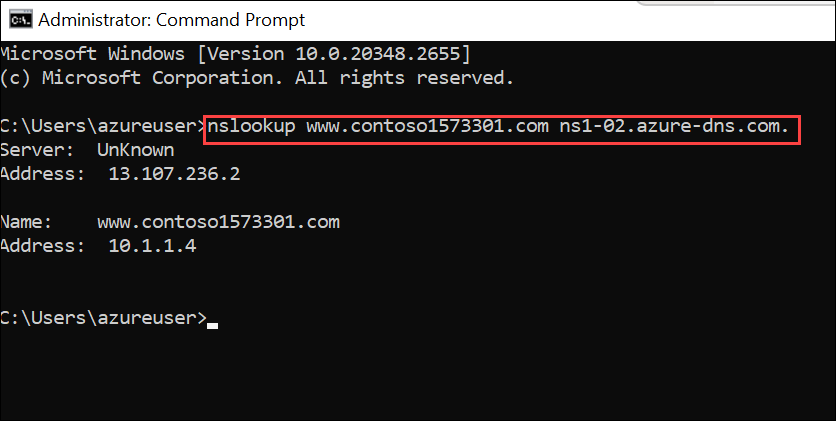 Administrator: Command Prompt
Microsoft Windows [Version 10.0.20348.2655]
(c) Microsoft Corporation. All rights reserved.
C:\Users\azureuser>nslookup www.contoso1573301.com ns1-02.azure-dns.com.
Server:  UnKnown
Address:  13.107.236.2
Name:    www.contoso1573301.com
Address:  10.1.1.4
C:\Users\azureuser>